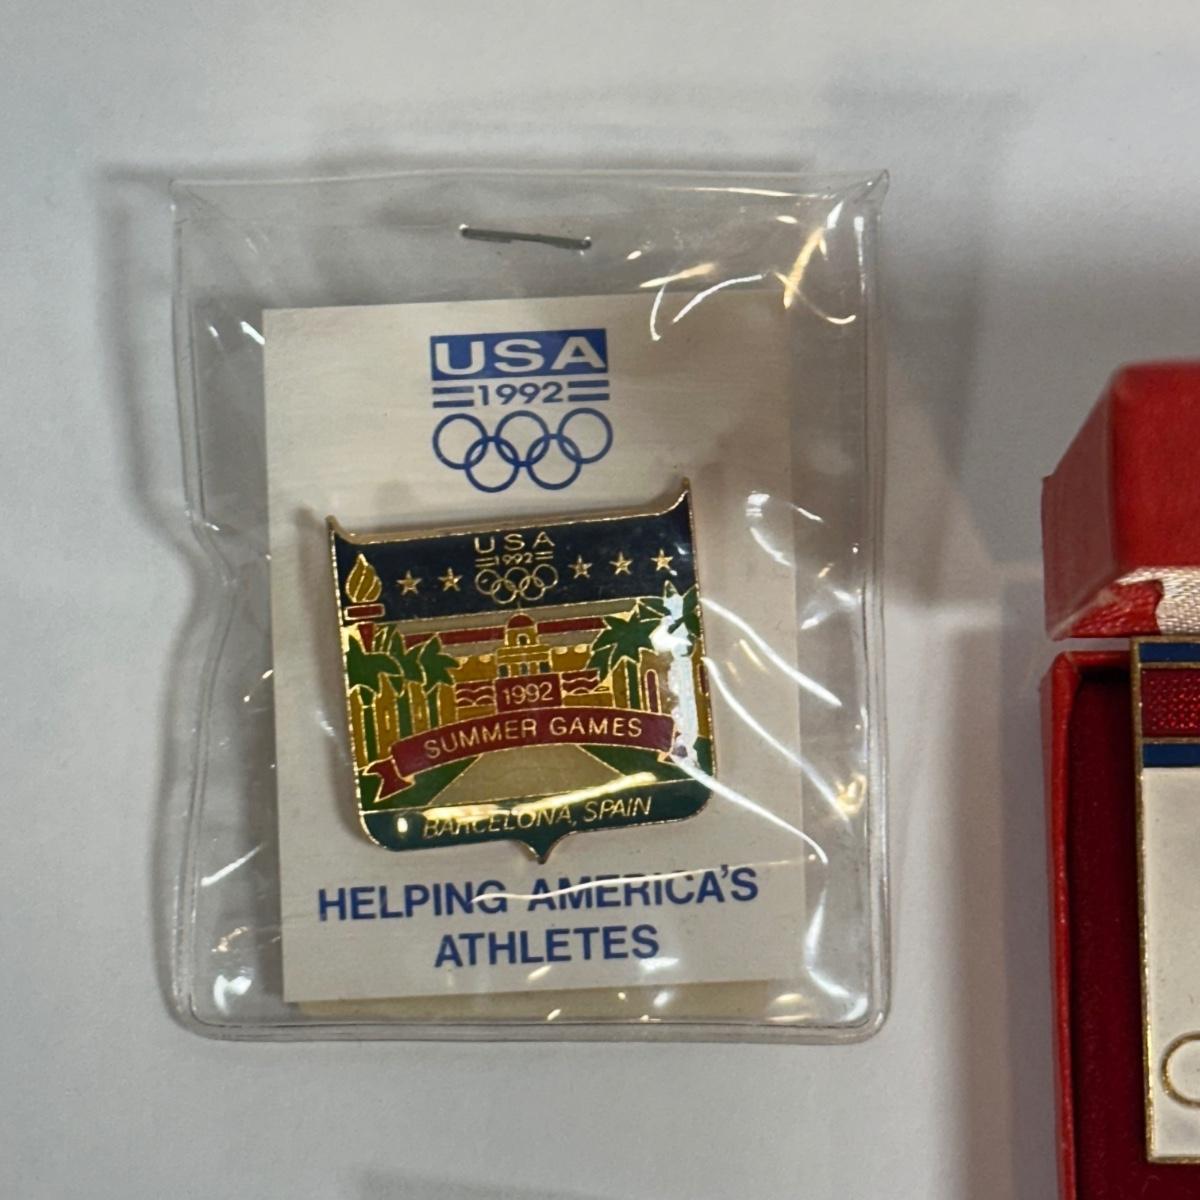 USA
1992
USA
1992
1992
SUMMER GAMES
BARCELONA, SPAIN
HELPING AMERICA'S
ATHLETES